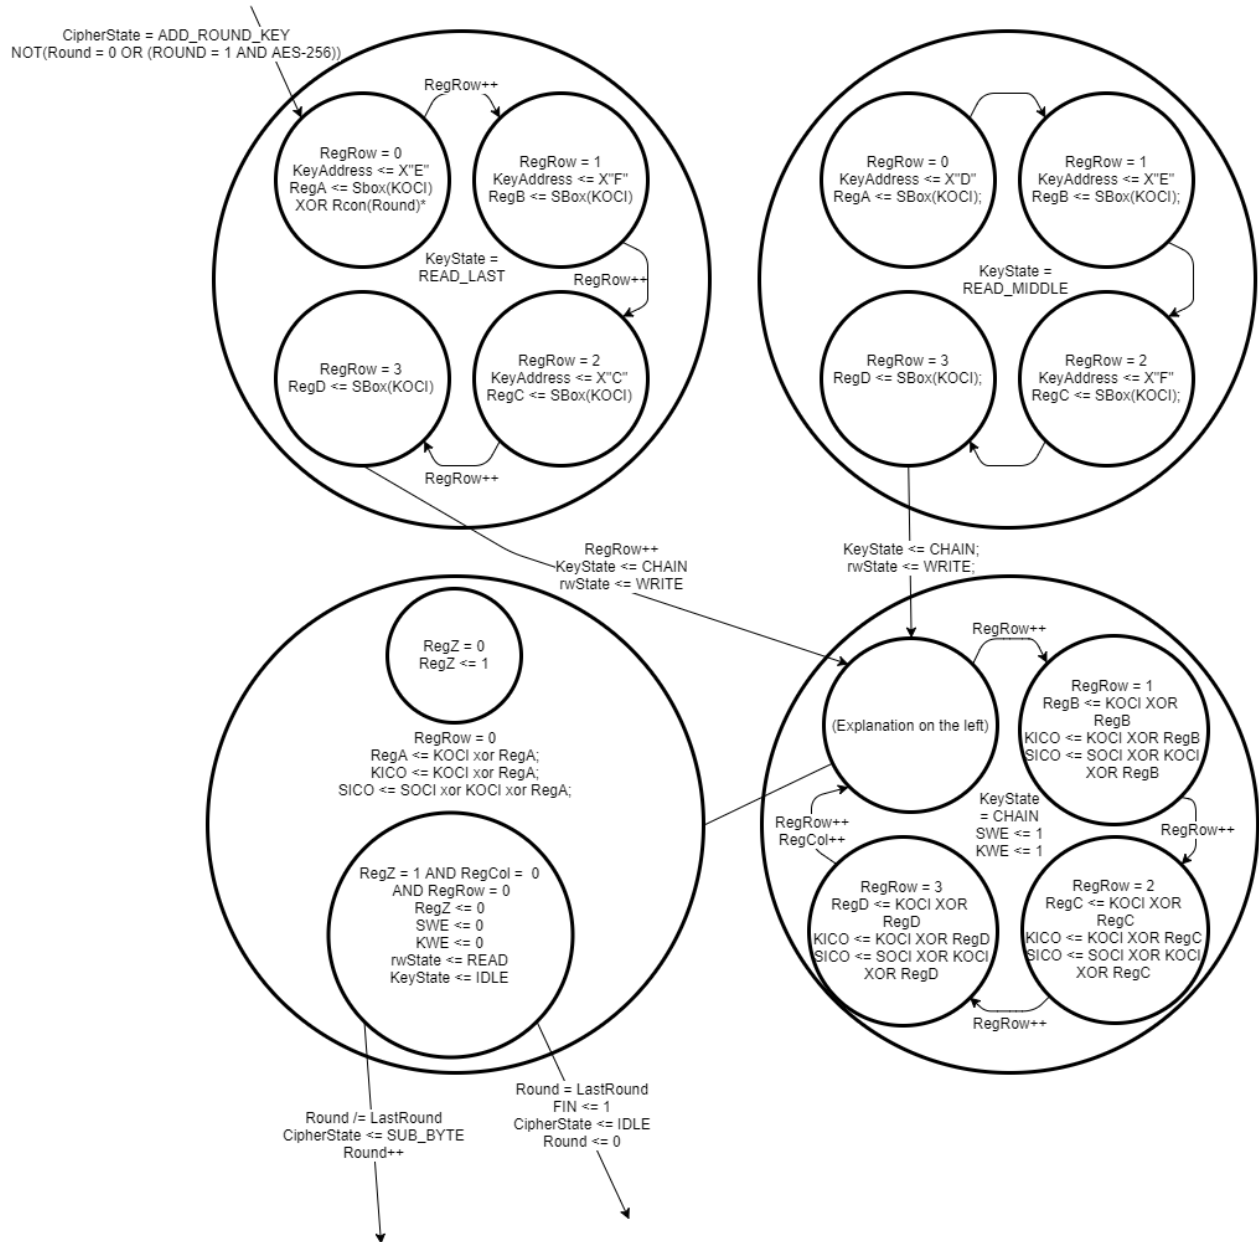 CipherState = ADD_ROUND_KEY
NOT(Round = 0 OR (ROUND = 1 AND AES-256))
RegRow++
RegRow = 0
KeyAddress <= X"E"
RegA <= Sbox(KOCI)
XOR Rcon(Round)*
RegRow = 1
KeyAddress <= X"F"
RegB <= SBox(KOCI)
KeyState =
READ_LAST
RegRow++
RegRow = 3
RegD <= SBox(KOCI)
RegRow = 2
KeyAddress <= X"C"
RegC <= SBox(KOCI)
RegRow++
RegRow = 0
KeyAddress <= X"D"
RegA <= SBox(KOCI);
RegRow = 1
KeyAddress <= X"E"
RegB <= SBox(KOCI);
KeyState =
READ_MIDDLE
RegRow = 3
RegD <= SBox(KOCI);
RegRow = 2
KeyAddress <= X"F"
RegC <= SBox(KOCI);
RegRow++
KeyState <= CHAIN
rwState <= WRITE
KeyState <= CHAIN;
rwState <= WRITE;
RegZ = 0
RegZ <= 1
RegRow = 0
RegA <= KOCI xor RegA;
KICO <= KOCI xor RegA;
SICO <= SOCI xor KOCI xor RegA;
RegZ = 1 AND RegCol = 0
AND RegRow = 0
RegZ <= 0
SWE <= 0
KWE <= 0
rwState <= READ
KeyState <= IDLE
(Explanation on the left)
RegRow++
RegRow = 1
RegB <= KOCI XOR
RegB
KICO <= KOCI XOR RegB
SICO <= SOCI XOR KOCI
XOR RegB
KeyState
= CHAIN
SWE <= 1
KWE <= 1
RegRow++
RegCol++
RegRow++
RegRow = 3
RegD <= KOCI XOR
RegD
KICO <= KOCI XOR RegD
SICO <= SOCI XOR KOCI
XOR RegD
RegRow = 2
RegC <= KOCI XOR
RegC
KICO <= KOCI XOR RegC
SICO <= SOCI XOR KOCI
XOR RegC
RegRow++
Round /= LastRound
CipherState <= SUB_BYTE
Round++
Round = LastRound
FIN <= 1
CipherState <= IDLE
Round <= 0